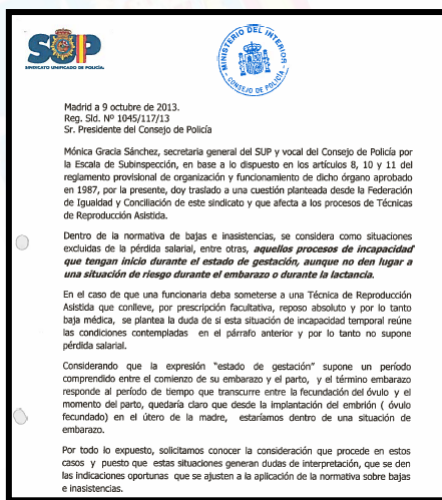 SUP
SINDICATO UNIFICADO DE POLICÍA
MINISTERIO DEL INTERIOR
CONSEJO DE POLICÍA
Madrid a 9 octubre de 2013.
Reg. Sld. Nº 1045/117/13
Sr. Presidente del Consejo de Policía
Mónica Gracia Sánchez, secretaria general del SUP y vocal del Consejo de Policía por
la Escala de Subinspección, en base a lo dispuesto en los artículos 8, 10 y 11 del
reglamento provisional de organización y funcionamiento de dicho órgano aprobado
en 1987, por la presente, doy traslado a una cuestión planteada desde la Federación
de Igualdad y Conciliación de este sindicato y que afecta a los procesos de Técnicas
de Reproducción Asistida.
Dentro de la normativa de bajas e inasistencias, se considera como situaciones
excluidas de la pérdida salarial, entre otras, aquellos procesos de incapacidad
que tengan inicio durante el estado de gestación, aunque no den lugar a
una situación de riesgo durante el embarazo o durante la lactancia.
En el caso de que una funcionaria deba someterse a una Técnica de Reproducción
Asistida que conlleve, por prescripción facultativa, reposo absoluto y por lo tanto
baja médica, se plantea la duda de si esta situación de incapacidad temporal reúne
las condiciones contempladas en el párrafo anterior y por lo tanto no supone
pérdida salarial.
Considerando que la expresión "estado de gestación" supone un período
comprendido entre el comienzo de su embarazo y el parto, y el término embarazo
responde al período de tiempo que transcurre entre la fecundación del óvulo y el
momento del parto, quedaría claro que desde la implantación del embrión ( óvulo
fecundado) en el útero de la madre, estaríamos dentro de una situación de
embarazo.
Por todo lo expuesto, solicitamos conocer la consideración que procede en estos
casos y puesto que estas situaciones generan dudas de interpretación, que se den
las indicaciones oportunas que se ajusten a la aplicación de la normativa sobre bajas
e inasistencias.